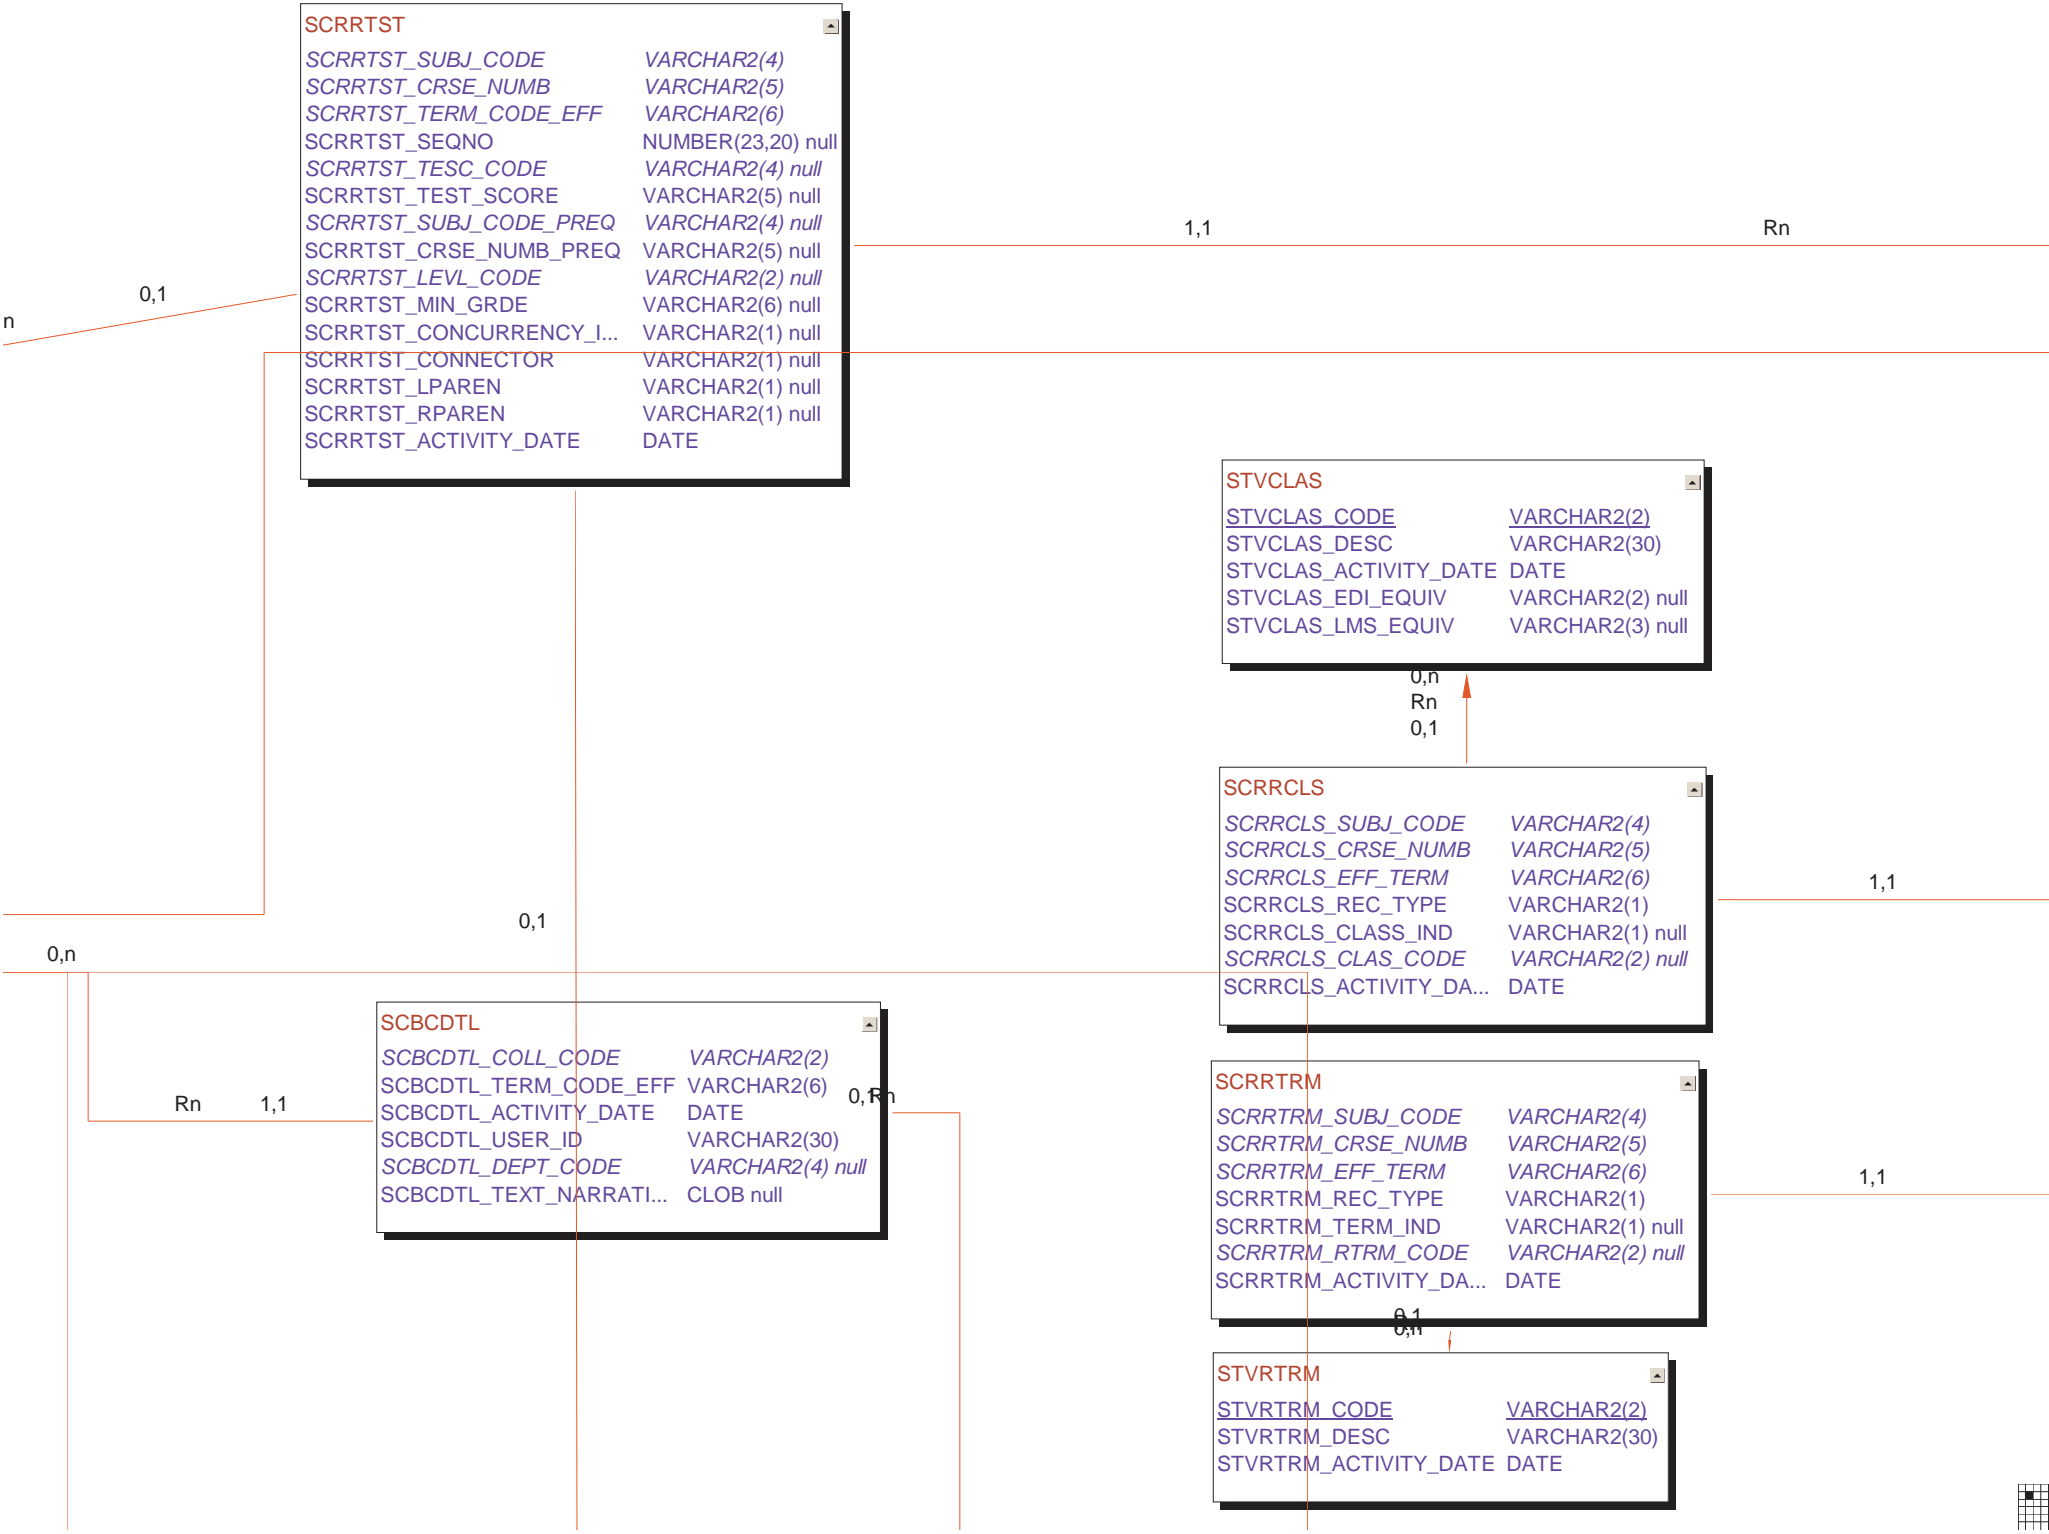 SCRRTST
SCRRTST_SUBJ_CODE VARCHAR2(4)
SCRRTST_CRSE_NUMB VARCHAR2(5)
SCRRTST_TERM_CODE_EFF VARCHAR2(6)
SCRRTST_SEQNO NUMBER(23,20) null
SCRRTST_TESC_CODE VARCHAR2(4) null
SCRRTST_TEST_SCORE VARCHAR2(5) null
SCRRTST_SUBJ_CODE_PREQ VARCHAR2(4) null
SCRRTST_CRSE_NUMB_PREQ VARCHAR2(5) null
SCRRTST_LEVL_CODE VARCHAR2(2) null
SCRRTST_MIN_GRDE VARCHAR2(6) null
SCRRTST_CONCURRENCY_I... VARCHAR2(1) null
SCRRTST_CONNECTOR VARCHAR2(1) null
SCRRTST_LPAREN VARCHAR2(1) null
SCRRTST_RPAREN VARCHAR2(1) null
SCRRTST_ACTIVITY_DATE DATE
1,1 Rn
0,1
n
STVCLAS
STVCLAS_CODE VARCHAR2(2)
STVCLAS_DESC VARCHAR2(30)
STVCLAS_ACTIVITY_DATE DATE
STVCLAS_EDI_EQUIV VARCHAR2(2) null
STVCLAS_LMS_EQUIV VARCHAR2(3) null
0,n
Rn
0,1
SCRRCLS
SCRRCLS_SUBJ_CODE VARCHAR2(4)
SCRRCLS_CRSE_NUMB VARCHAR2(5)
SCRRCLS_EFF_TERM VARCHAR2(6)
SCRRCLS_REC_TYPE VARCHAR2(1)
SCRRCLS_CLASS_IND VARCHAR2(1) null
SCRRCLS_CLAS_CODE VARCHAR2(2) null
SCRRCLS_ACTIVITY_DA... DATE
1,1
0,1
0,n
SCBCDTL
SCBCDTL_COLL_CODE VARCHAR2(2)
SCBCDTL_TERM_CODE_EFF VARCHAR2(6)
SCBCDTL_ACTIVITY_DATE DATE
SCBCDTL_USER_ID VARCHAR2(30)
SCBCDTL_DEPT_CODE VARCHAR2(4) null
SCBCDTL_TEXT_NARRATI... CLOB null
Rn 1,1
0,1 Rn
SCRRTRM
SCRRTRM_SUBJ_CODE VARCHAR2(4)
SCRRTRM_CRSE_NUMB VARCHAR2(5)
SCRRTRM_EFF_TERM VARCHAR2(6)
SCRRTRM_REC_TYPE VARCHAR2(1)
SCRRTRM_TERM_IND VARCHAR2(1) null
SCRRTRM_RTRM_CODE VARCHAR2(2) null
SCRRTRM_ACTIVITY_DA... DATE
1,1
0,1
0,n
STVRTRM
STVRTRM_CODE VARCHAR2(2)
STVRTRM_DESC VARCHAR2(30)
STVRTRM_ACTIVITY_DATE DATE